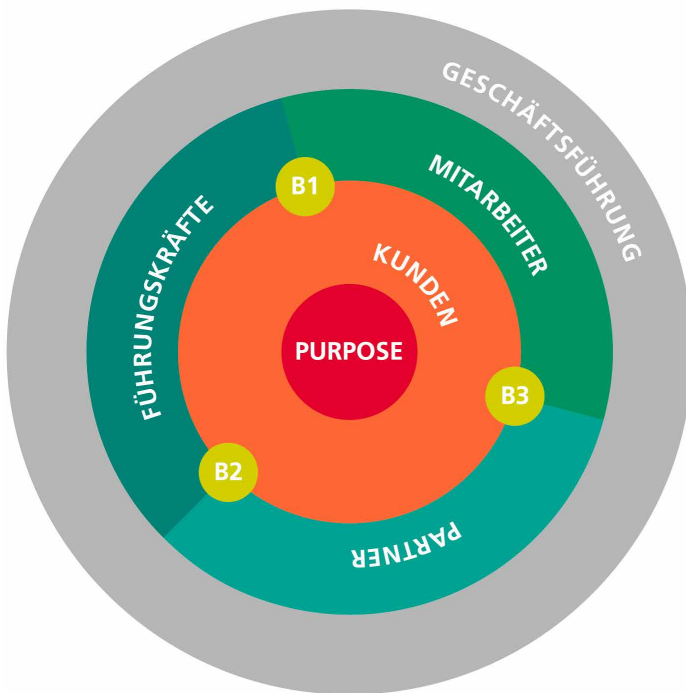 GESCHÄFTSFÜHRUNG
MITARBEITER
B1
FÜHRUNGSKRÄFTE
KUNDEN
PURPOSE
B3
B2
PARTNER